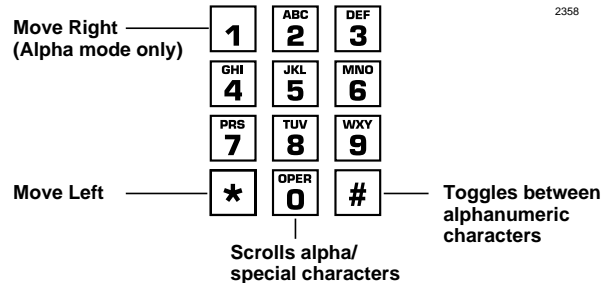 2358
Move Right
(Alpha mode only)
1
ABC
2
DEF
3
GHI
4
JKL
5
MNO
6
PRS
7
TUV
8
WXY
9
Move Left
*
OPER
0
#
Toggles between
alphanumeric
characters
Scrolls alpha/
special characters